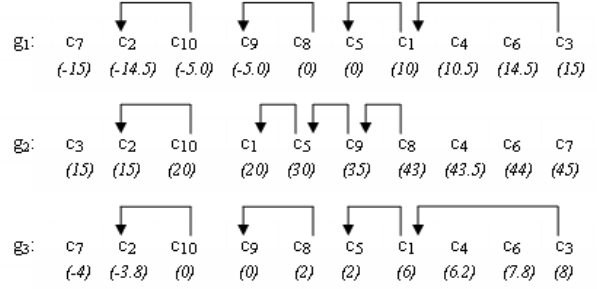 g1: c7 c2 c10 c9 c8 c5 c1 c4 c6 c3
(-15) (-14.5) (-5.0) (-5.0) (0) (0) (10) (10.5) (14.5) (15)
g2: c3 c2 c10 c1 c5 c9 c8 c4 c6 c7
(15) (15) (20) (20) (30) (35) (43) (43.5) (44) (45)
g3: c7 c2 c10 c9 c8 c5 c1 c4 c6 c3
(-4) (-3.8) (0) (0) (2) (2) (6) (6.2) (7.8) (8)